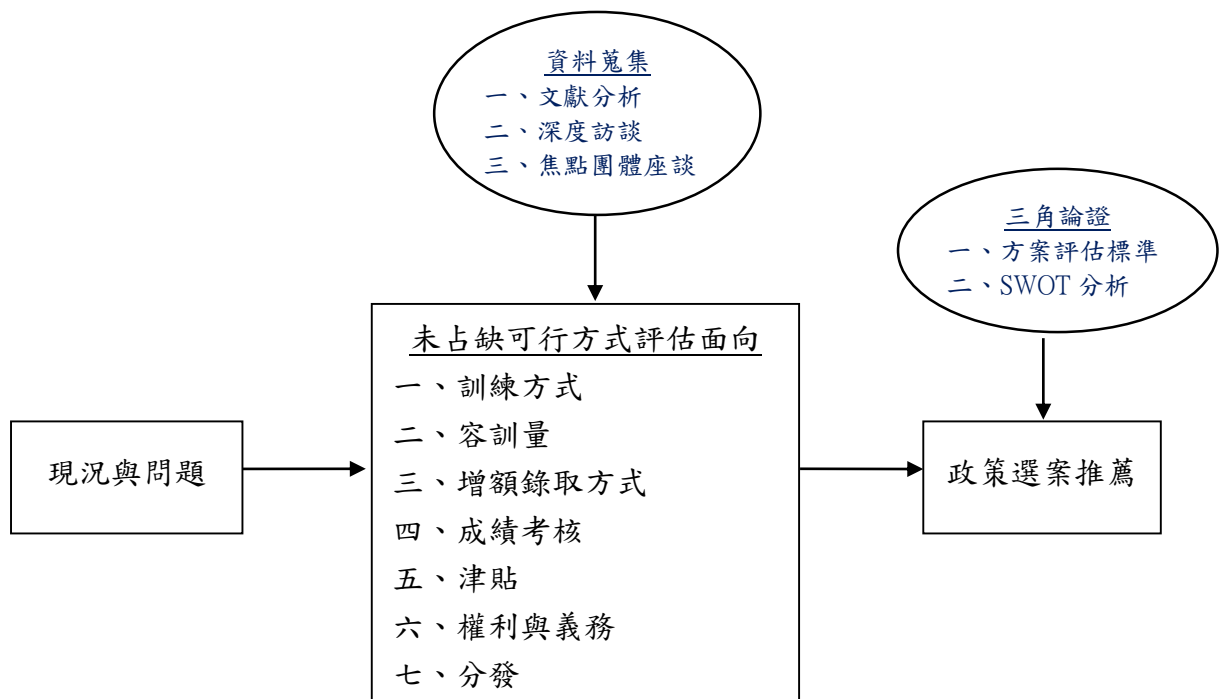 資料蒐集
一、文獻分析
二、深度訪談
三、焦點團體座談
三角論證
一、方案評估標準
二、SWOT 分析
現況與問題
未占缺可行方式評估面向
一、訓練方式
二、容訓量
三、增額錄取方式
四、成績考核
五、津貼
六、權利與義務
七、分發
政策選案推薦